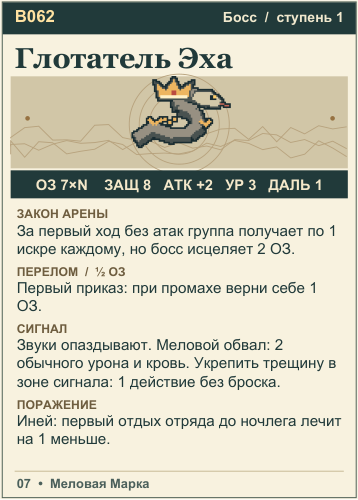 B062
Босс / ступень 1
Глотатель Эха
ОЗ 7×N ЗАЩ 8 АТК +2 УР 3 ДАЛЬ 1
ЗАКОН АРЕНЫ
За первый ход без атак группа получает по 1
искре каждому, но босс исцеляет 2 ОЗ.
ПЕРЕЛОМ / ½ ОЗ
Первый приказ: при промахе верни себе 1
ОЗ.
СИГНАЛ
Звуки опаздывают. Меловой обвал: 2
обычного урона и кровь. Укрепить трещину в
зоне сигнала: 1 действие без броска.
ПОРАЖЕНИЕ
Иней: первый отдых отряда до ночлега лечит
на 1 меньше.
07 • Меловая Марка